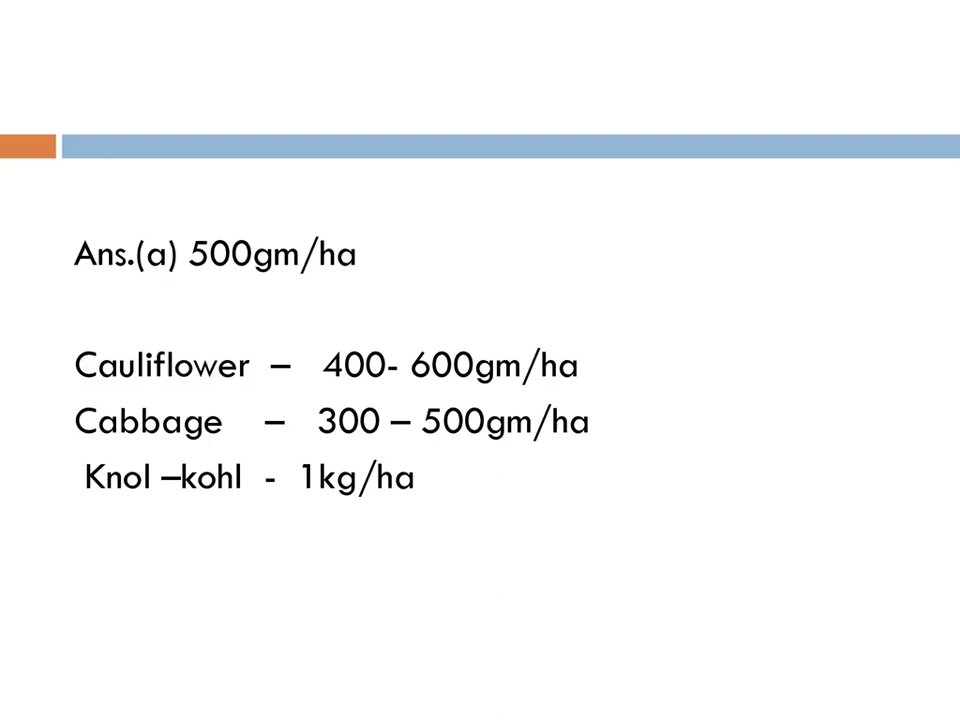 Ans.(a) 500gm/ha
Cauliflower – 400- 600gm/ha
Cabbage – 300 – 500gm/ha
Knol –kohl - 1kg/ha